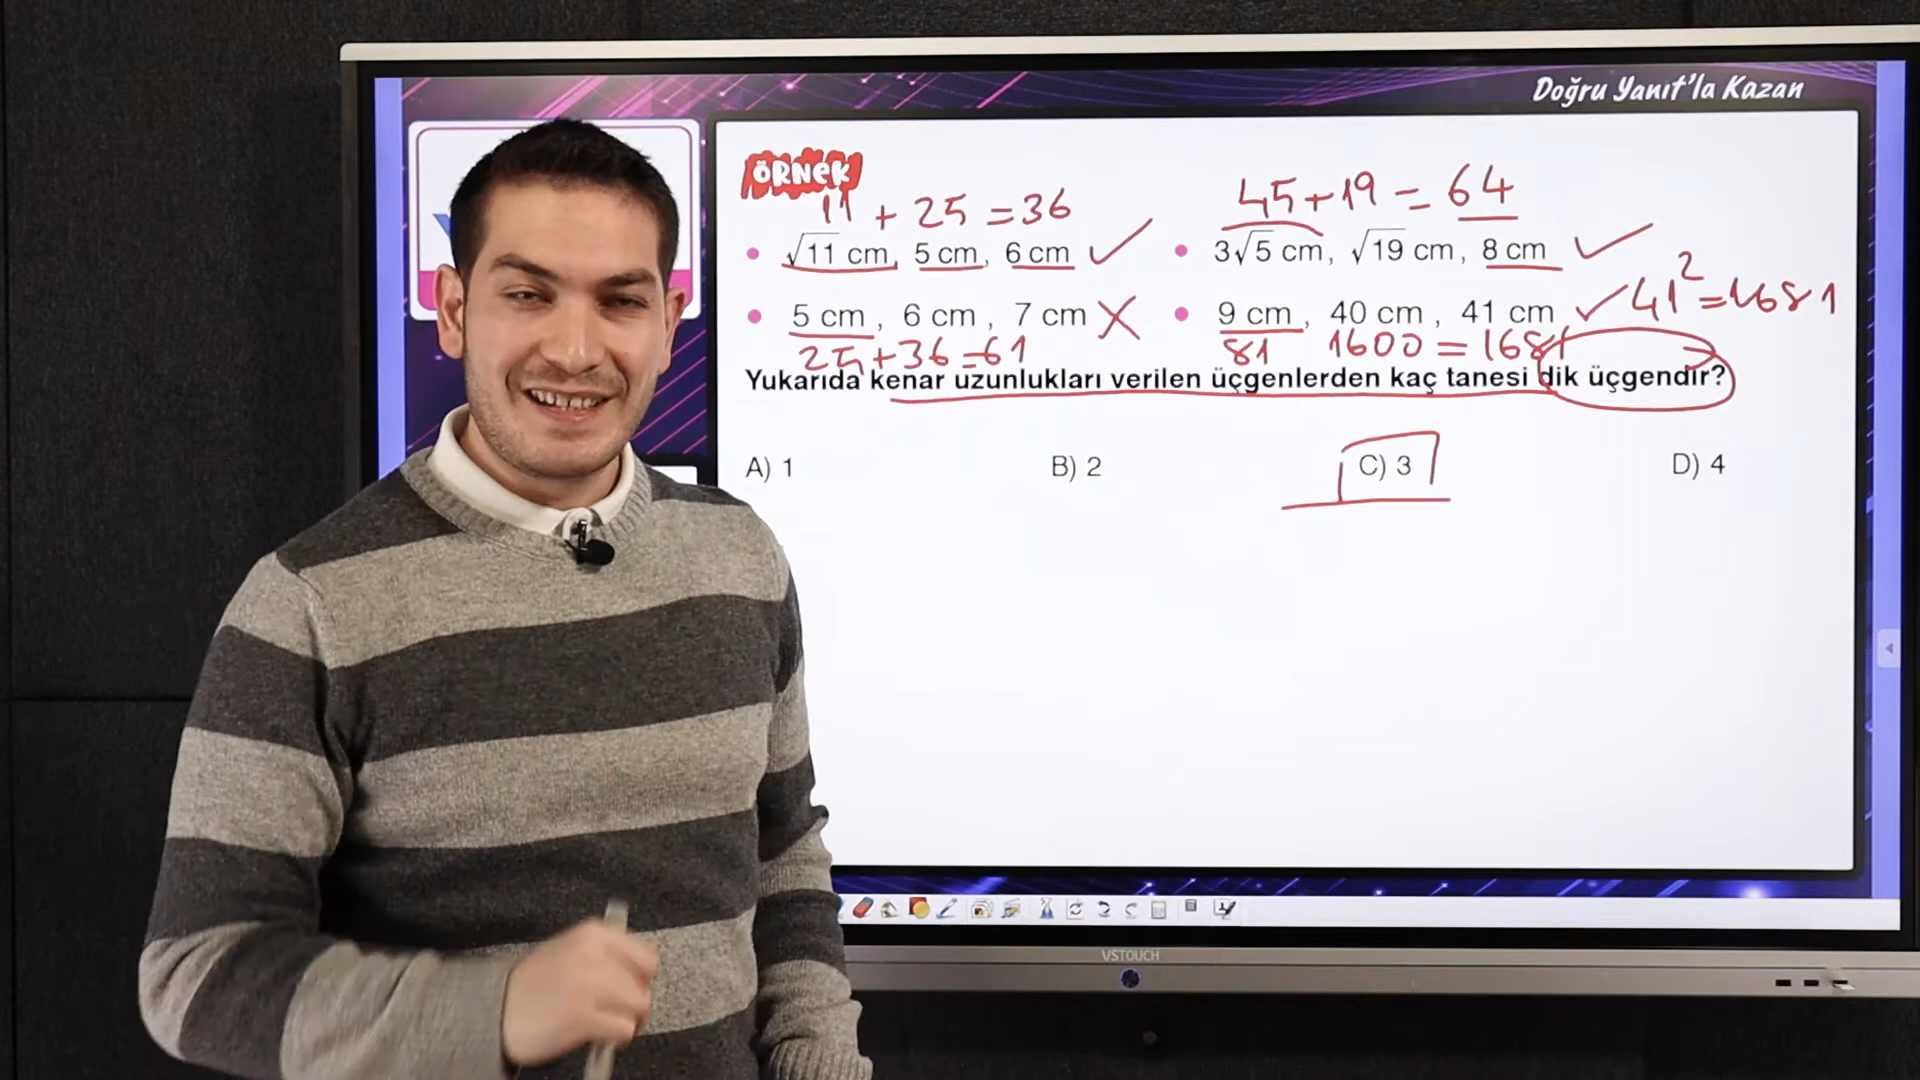 Doğru Yanıt'la Kazan
ÖRNEK
11 + 25 = 36
45 + 19 = 64
• √11 cm, 5 cm, 6 cm ✓
• 3√5 cm, √19 cm, 8 cm ✓
• 5 cm, 6 cm, 7 cm X
• 9 cm, 40 cm, 41 cm ✓ 41² = 1681
25 + 36 = 61
81 1600 = 1681
Yukarıda kenar uzunlukları verilen üçgenlerden kaç tanesi dik üçgendir?
A) 1 B) 2 C) 3 D) 4
VSTOUCH